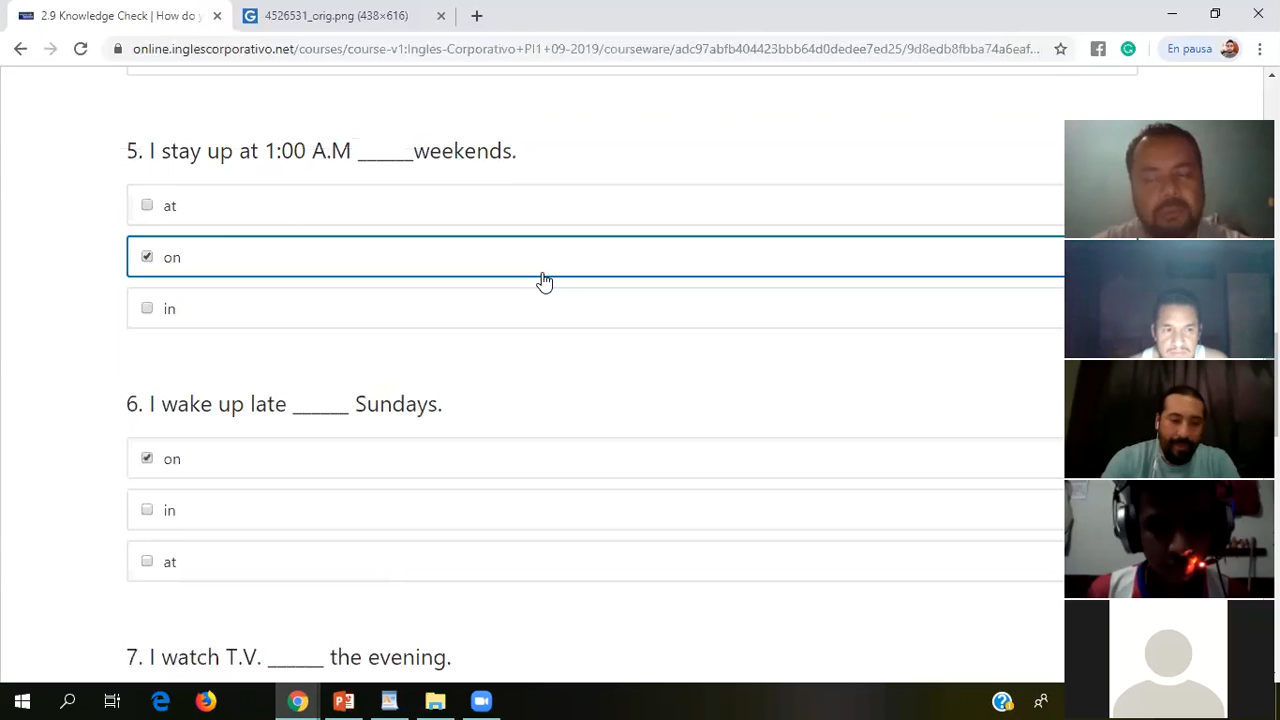 2.9 Knowledge Check | How do y
4526531_orig.png (438×616)
online.inglescorporativo.net/courses/course-v1:Ingles-Corporativo+PI1+09-2019/courseware/adc97abfb404423bbb64d0dedee7ed25/9d8edb8fbba74a6eaf...
En pausa
5. I stay up at 1:00 A.M ______weekends.
at
on
in
6. I wake up late ______ Sundays.
on
in
at
7. I watch T.V. ______ the evening.